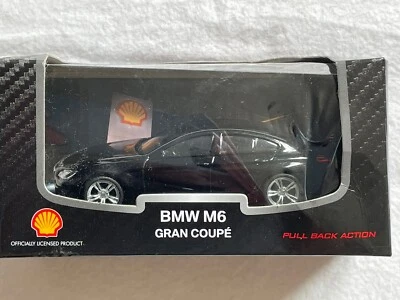 BMW M6
GRAN COUPÉ
OFFICIALLY LICENSED PRODUCT
PULL BACK ACTION